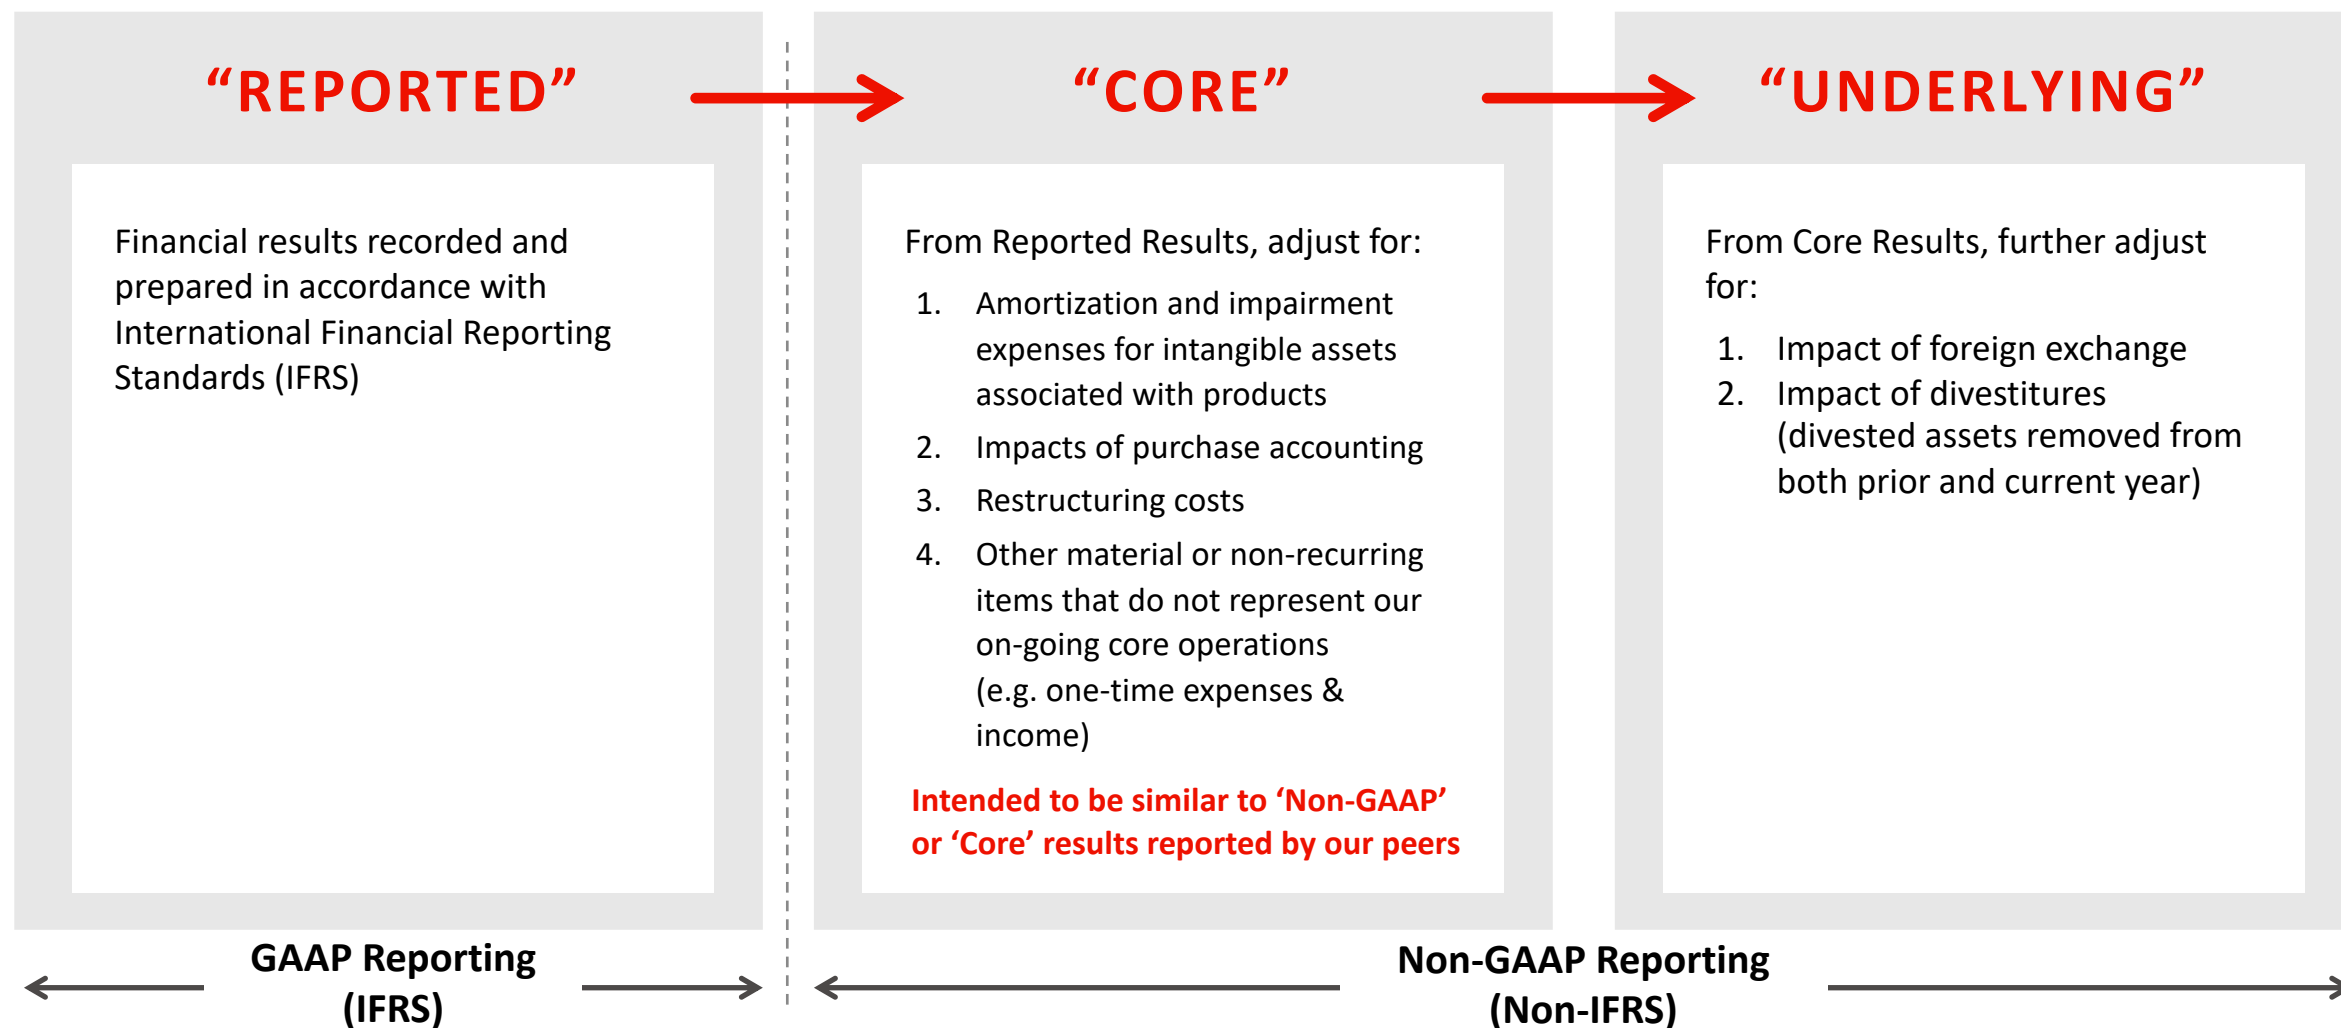 “REPORTED”
Financial results recorded and
prepared in accordance with
International Financial Reporting
Standards (IFRS)
“CORE”
From Reported Results, adjust for:
1. Amortization and impairment
expenses for intangible assets
associated with products
2. Impacts of purchase accounting
3. Restructuring costs
4. Other material or non-recurring
items that do not represent our
on-going core operations
(e.g. one-time expenses &
income)
Intended to be similar to ‘Non-GAAP’
or ‘Core’ results reported by our peers
“UNDERLYING”
From Core Results, further adjust
for:
1. Impact of foreign exchange
2. Impact of divestitures
(divested assets removed from
both prior and current year)
GAAP Reporting
(IFRS)
Non-GAAP Reporting
(Non-IFRS)